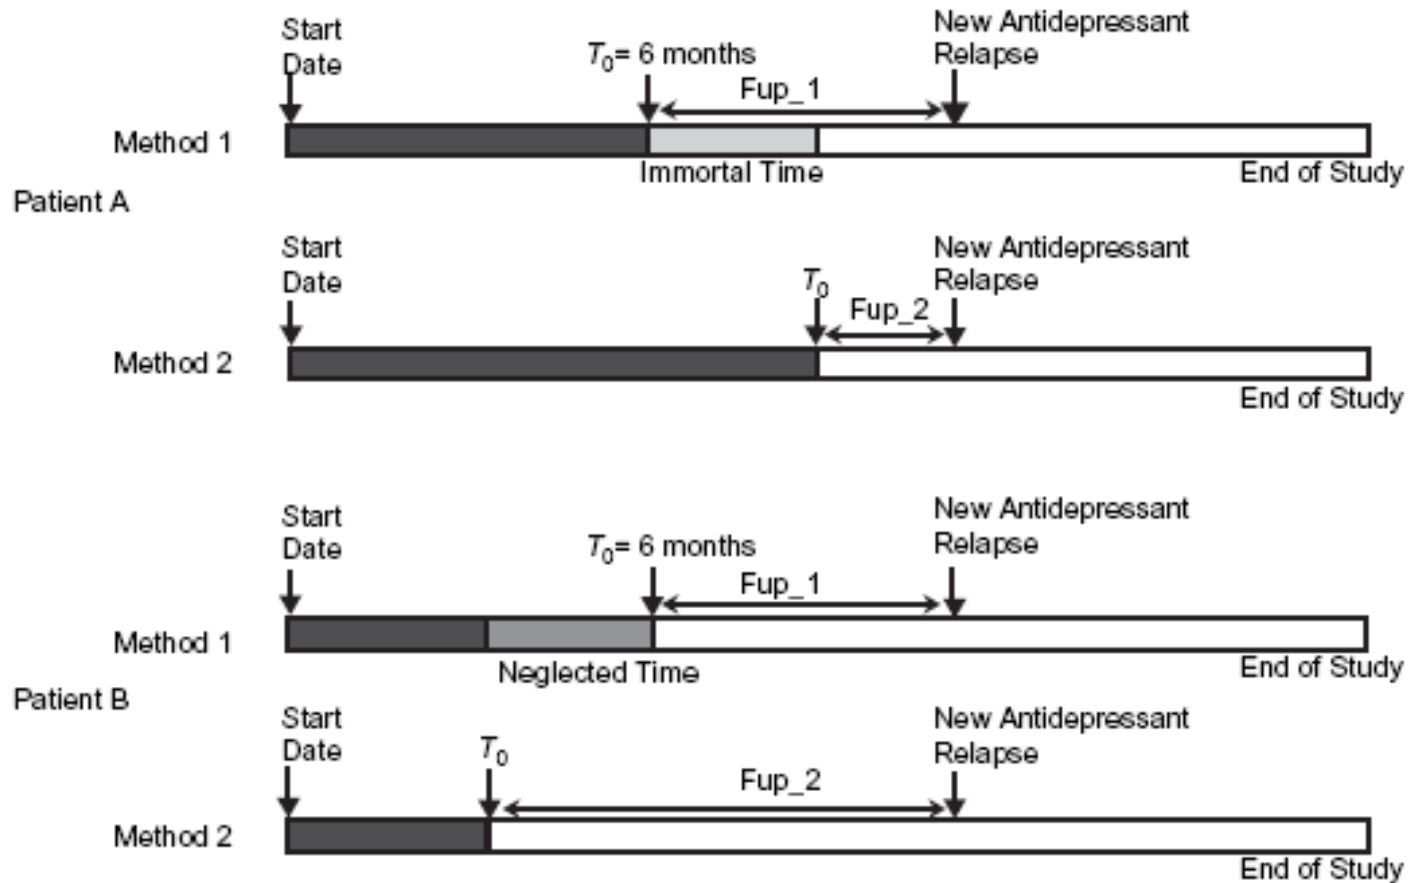 Start
Date
T0= 6 months
New Antidepressant
Relapse
Fup_1
Method 1
Immortal Time
End of Study
Patient A
Start
Date
T0
New Antidepressant
Relapse
Fup_2
Method 2
End of Study
Start
Date
T0= 6 months
New Antidepressant
Relapse
Fup_1
Method 1
Neglected Time
End of Study
Patient B
Start
Date
T0
New Antidepressant
Relapse
Fup_2
Method 2
End of Study